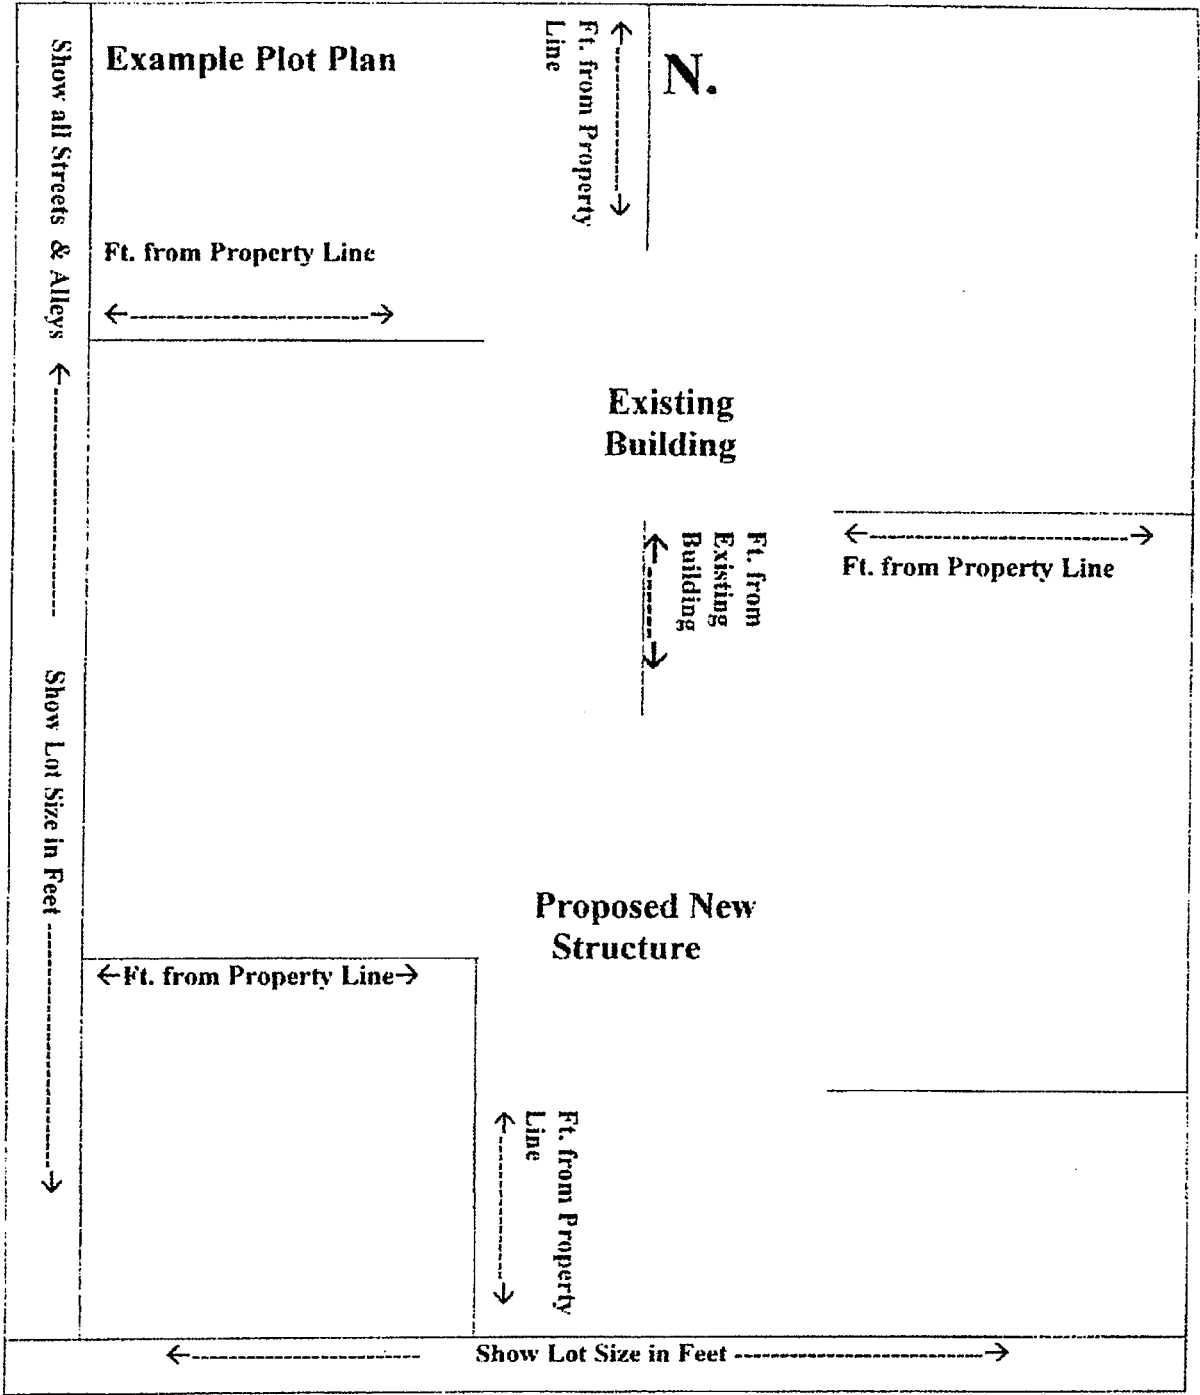 Example Plot Plan
Ft. from Property
Line
N.
Show all Streets & Alleys
Ft. from Property Line
Existing
Building
Ft. from
Existing
Building
Ft. from Property Line
Show Lot Size in Feet
Proposed New
Structure
Ft. from Property Line
Ft. from Property
Line
Show Lot Size in Feet